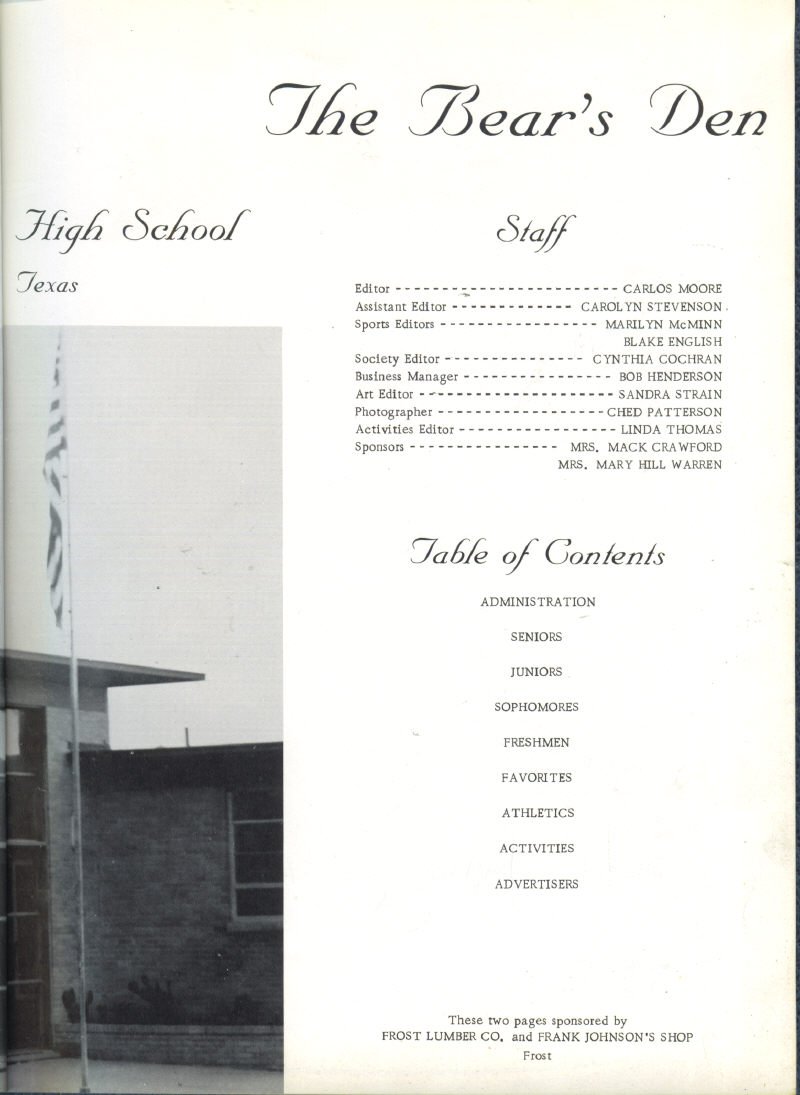 The Bear's Den
High School
Texas
Staff
Editor ------------------------ CARLOS MOORE
Assistant Editor ------------- CAROLYN STEVENSON
Sports Editors ----------------- MARILYN McMINN
BLAKE ENGLISH
Society Editor --------------- CYNTHIA COCHRAN
Business Manager ---------------- BOB HENDERSON
Art Editor --------------------- SANDRA STRAIN
Photographer ------------------ CHED PATTERSON
Activities Editor ----------------- LINDA THOMAS
Sponsors ---------------- MRS. MACK CRAWFORD
MRS. MARY HILL WARREN
Table of Contents
ADMINISTRATION
SENIORS
JUNIORS
SOPHOMORES
FRESHMEN
FAVORITES
ATHLETICS
ACTIVITIES
ADVERTISERS
These two pages sponsored by
FROST LUMBER CO. and FRANK JOHNSON'S SHOP
Frost